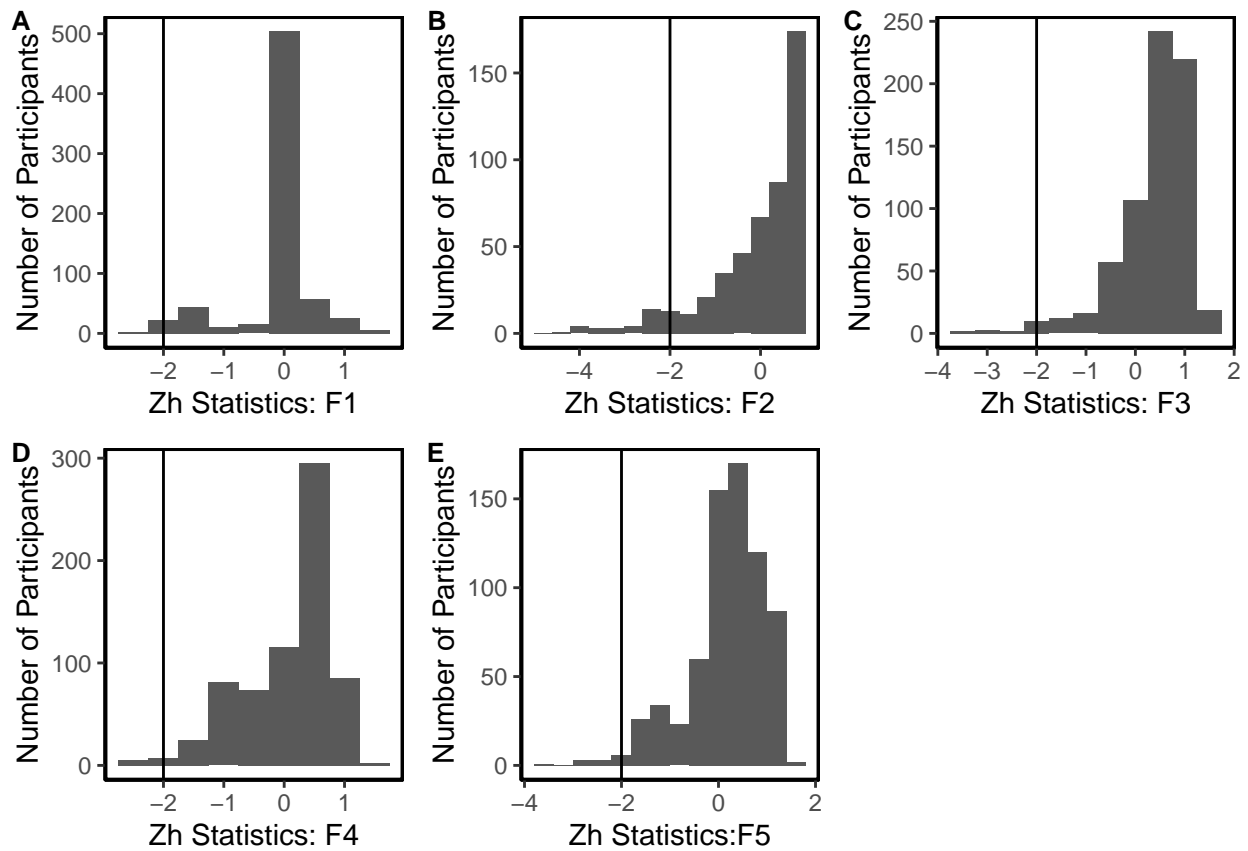 A
Number of Participants
500
400
300
200
100
0
−2 −1 0 1
Zh Statistics: F1
B
Number of Participants
150
100
50
0
−4 −2 0
Zh Statistics: F2
C
Number of Participants
250
200
150
100
50
0
−4 −3 −2 −1 0 1 2
Zh Statistics: F3
D
Number of Participants
300
200
100
0
−2 −1 0 1
Zh Statistics: F4
E
Number of Participants
150
100
50
0
−4 −2 0 2
Zh Statistics:F5